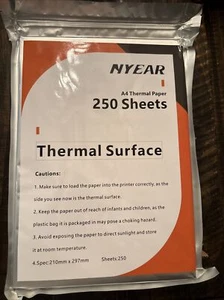 NYEAR
A4 Thermal Paper
250 Sheets
Thermal Surface
Cautions:
1. Make sure to load the paper into the printer correctly, as the
side you see now is the thermal surface.
2. Keep the paper out of reach of infants and children, as the
plastic bag it is packaged in may pose a choking hazard.
3. Avoid exposing the paper to direct sunlight and store
it at room temperature.
4.Spec:210mm x 297mm Sheets:250